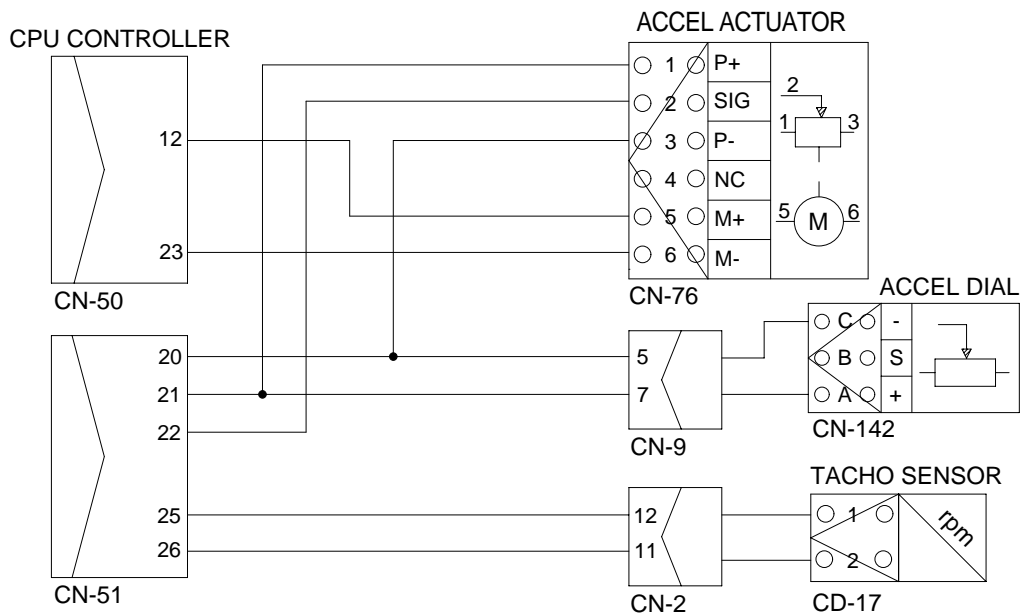 ACCEL ACTUATOR
CPU CONTROLLER
1 P+
2 SIG
3 P-
4 NC
5 M+
6 M-
2
1 3
5 M 6
12
23
CN-50
CN-76
ACCEL DIAL
C -
B S
A +
CN-142
20
21
22
25
26
CN-51
5
7
CN-9
12
11
CN-2
TACHO SENSOR
1
2
rpm
CD-17